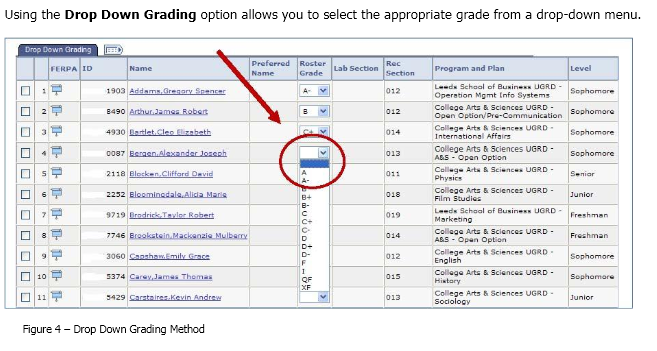 Using the Drop Down Grading option allows you to select the appropriate grade from a drop-down menu.
Drop Down Grading
FERPA ID Name Preferred Name Roster Grade Lab Section Rec Section Program and Plan Level
1 1903 Addams,Gregory Spencer A- 012 Leeds School of Business UGRD - Operation Mgmt Info Systems Sophomore
2 8490 Arthur,James Robert B 012 College Arts & Sciences UGRD - Open Option/Pre-Communication Sophomore
3 4930 Bartlet,Cleo Elizabeth C+ 014 College Arts & Sciences UGRD - International Affairs Sophomore
4 0087 Bergen,Alexander Joseph 013 College Arts & Sciences UGRD - A&S - Open Option Sophomore
5 2118 Blocken,Clifford David 011 College Arts & Sciences UGRD - Physics Senior
6 2252 Bloomingdale,Alicia Marie 018 College Arts & Sciences UGRD - Film Studies Junior
7 9719 Brodrick,Taylor Robert 019 Leeds School of Business UGRD - Marketing Freshman
8 7746 Brookstein,Mackenzie Mulberry 014 College Arts & Sciences UGRD - A&S - Open Option Freshman
9 3060 Capshaw,Emily Grace 012 College Arts & Sciences UGRD - English Sophomore
10 5374 Carey,James Thomas 015 College Arts & Sciences UGRD - History Sophomore
11 5429 Carstaires,Kevin Andrew 013 College Arts & Sciences UGRD - Sociology Junior
A
A-
B+
B-
C
C+
C-
D
D+
D-
F
I
QF
XF
Figure 4 – Drop Down Grading Method